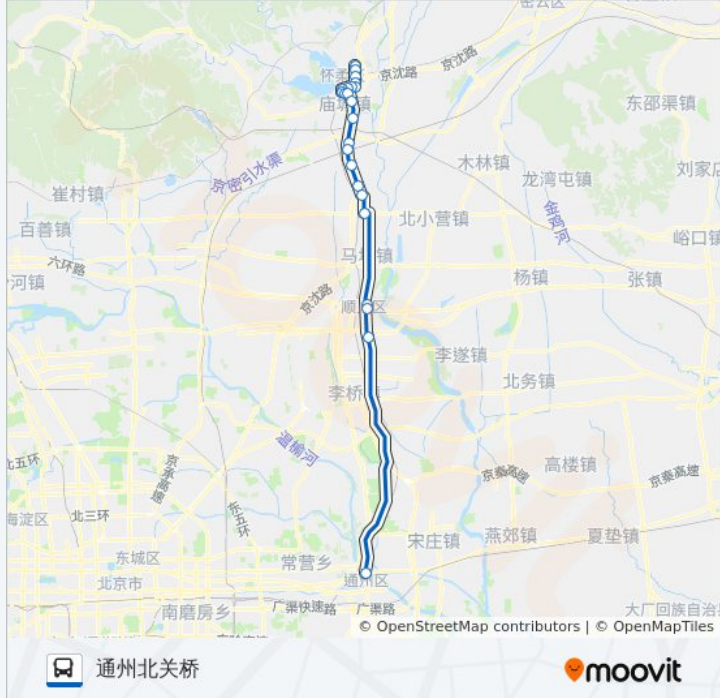 密云区
怀柔
京沈路
京沈路
庙城镇
东邵渠镇
木林镇
刘家店
京密引水渠
龙湾屯镇
崔村镇
金鸡河
百善镇
北小营镇
峪口镇
马坡镇
六环路
沙河镇
杨镇
张镇
京沈路
顺义区
李遂镇
李桥镇
北务镇
温榆河
北五环
京承高速
高楼镇
京秦高速
京秦高速
海淀区
北三环
东五环
宋庄镇
燕郊镇
夏垫镇
东城区
常营乡
北京市
通州区
南磨房乡
广渠快速路
广渠路
大厂回族自治
© OpenStreetMap contributors | © OpenMapTiles
通州北关桥
moovit